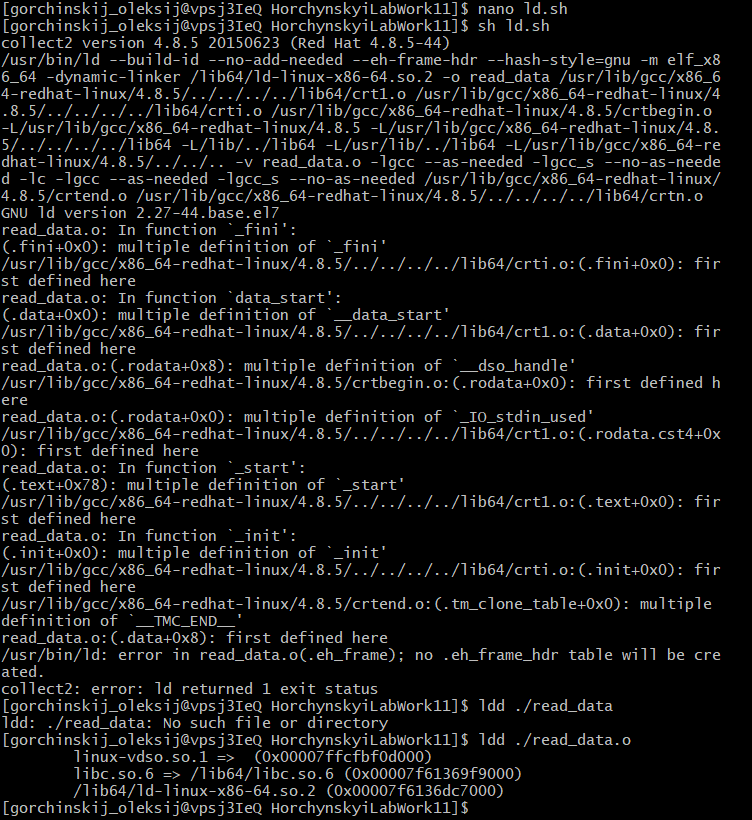 [gorchinskij_oleksij@vpsj3IeQ HorchynskyiLabWork11]$ nano ld.sh
[gorchinskij_oleksij@vpsj3IeQ HorchynskyiLabWork11]$ sh ld.sh
collect2 version 4.8.5 20150623 (Red Hat 4.8.5-44)
/usr/bin/ld --build-id --no-add-needed --eh-frame-hdr --hash-style=gnu -m elf_x8
6_64 -dynamic-linker /lib64/ld-linux-x86-64.so.2 -o read_data /usr/lib/gcc/x86_6
4-redhat-linux/4.8.5/../../../../lib64/crt1.o /usr/lib/gcc/x86_64-redhat-linux/4
.8.5/../../../../lib64/crti.o /usr/lib/gcc/x86_64-redhat-linux/4.8.5/crtbegin.o
-L/usr/lib/gcc/x86_64-redhat-linux/4.8.5 -L/usr/lib/gcc/x86_64-redhat-linux/4.8.
5/../../../../lib64 -L/lib/../lib64 -L/usr/lib/../lib64 -L/usr/lib/gcc/x86_64-re
dhat-linux/4.8.5/../../.. -v read_data.o -lgcc --as-needed -lgcc_s --no-as-neede
d -lc -lgcc --as-needed -lgcc_s --no-as-needed /usr/lib/gcc/x86_64-redhat-linux/
4.8.5/crtend.o /usr/lib/gcc/x86_64-redhat-linux/4.8.5/../../../../lib64/crtn.o
GNU ld version 2.27-44.base.el7
read_data.o: In function `_fini':
(.fini+0x0): multiple definition of `_fini'
/usr/lib/gcc/x86_64-redhat-linux/4.8.5/../../../../lib64/crti.o:(.fini+0x0): fir
st defined here
read_data.o: In function `data_start':
(.data+0x0): multiple definition of `__data_start'
/usr/lib/gcc/x86_64-redhat-linux/4.8.5/../../../../lib64/crt1.o:(.data+0x0): fir
st defined here
read_data.o:(.rodata+0x8): multiple definition of `__dso_handle'
/usr/lib/gcc/x86_64-redhat-linux/4.8.5/crtbegin.o:(.rodata+0x0): first defined h
ere
read_data.o:(.rodata+0x0): multiple definition of `_IO_stdin_used'
/usr/lib/gcc/x86_64-redhat-linux/4.8.5/../../../../lib64/crt1.o:(.rodata.cst4+0x
0): first defined here
read_data.o: In function `_start':
(.text+0x78): multiple definition of `_start'
/usr/lib/gcc/x86_64-redhat-linux/4.8.5/../../../../lib64/crt1.o:(.text+0x0): fir
st defined here
read_data.o: In function `_init':
(.init+0x0): multiple definition of `_init'
/usr/lib/gcc/x86_64-redhat-linux/4.8.5/../../../../lib64/crti.o:(.init+0x0): fir
st defined here
/usr/lib/gcc/x86_64-redhat-linux/4.8.5/crtend.o:(.tm_clone_table+0x0): multiple
definition of `__TMC_END__'
read_data.o:(.data+0x8): first defined here
/usr/bin/ld: error in read_data.o(.eh_frame); no .eh_frame_hdr table will be cre
ated.
collect2: error: ld returned 1 exit status
[gorchinskij_oleksij@vpsj3IeQ HorchynskyiLabWork11]$ ldd ./read_data
ldd: ./read_data: No such file or directory
[gorchinskij_oleksij@vpsj3IeQ HorchynskyiLabWork11]$ ldd ./read_data.o
linux-vdso.so.1 =>  (0x00007ffcfbf0d000)
libc.so.6 => /lib64/libc.so.6 (0x00007f61369f9000)
/lib64/ld-linux-x86-64.so.2 (0x00007f6136dc7000)
[gorchinskij_oleksij@vpsj3IeQ HorchynskyiLabWork11]$